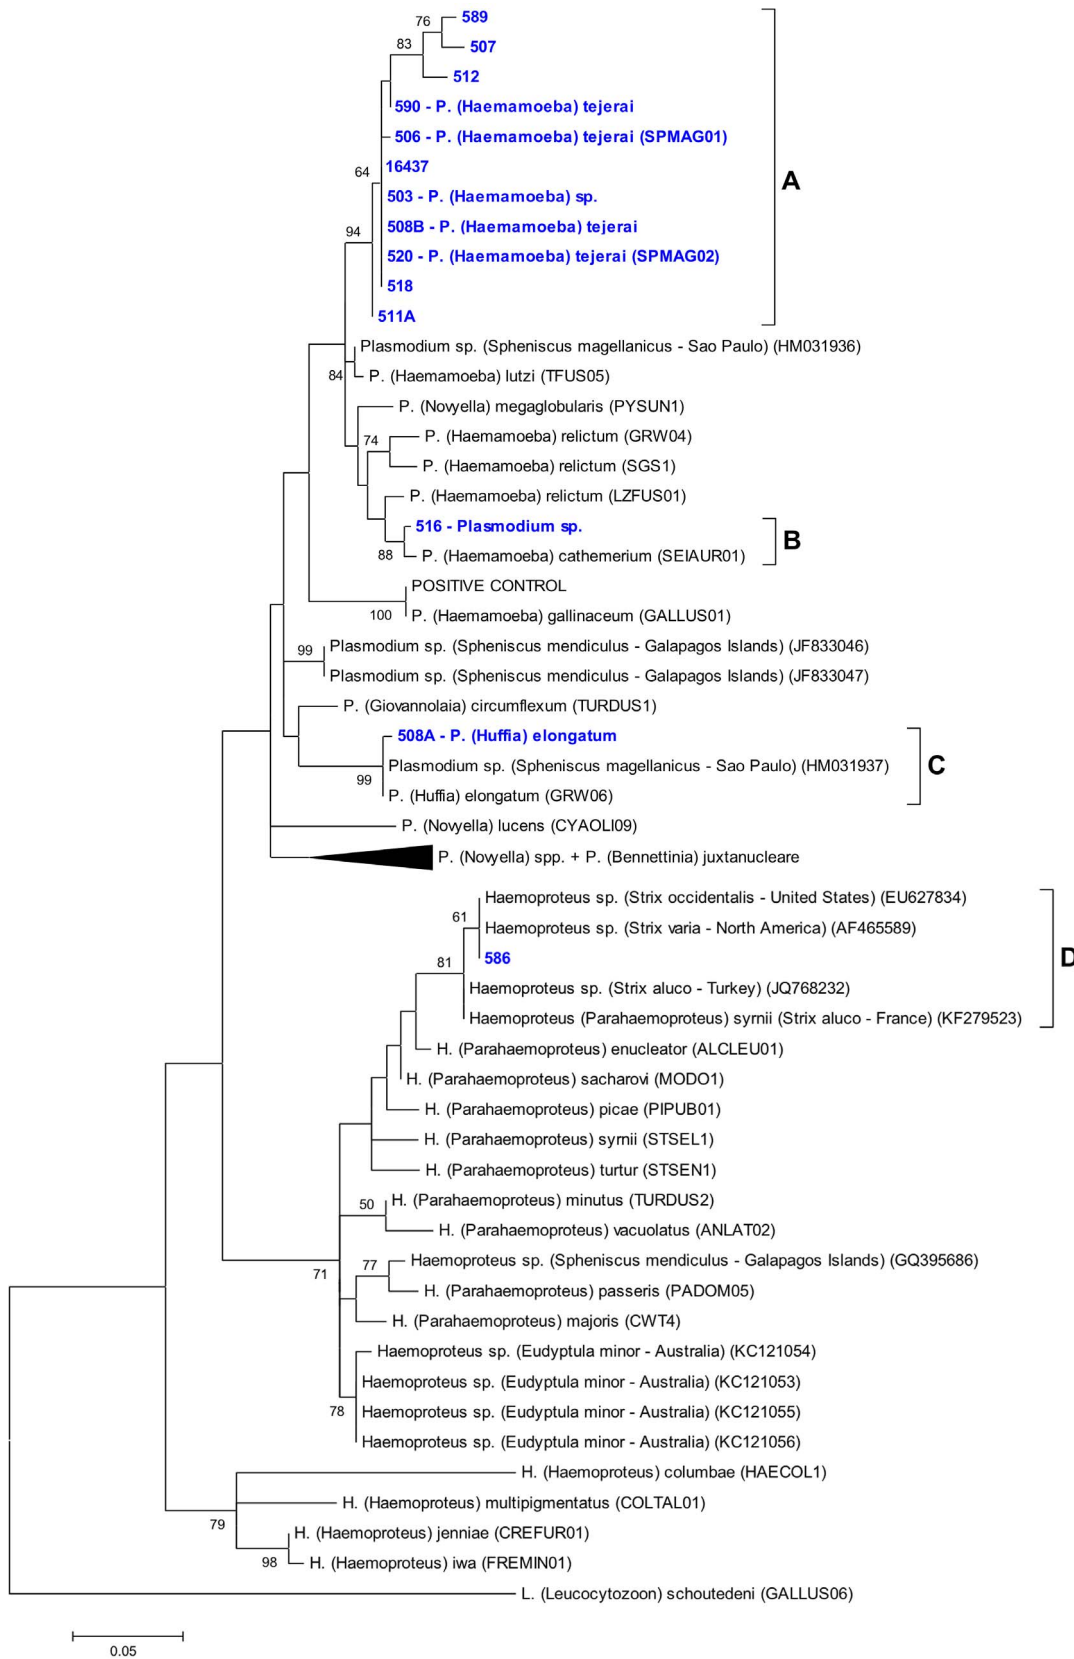 76
589
83
507
512
590 - P. (Haemamoeba) tejerai
506 - P. (Haemamoeba) tejerai (SPMAG01)
16437
64
A
503 - P. (Haemamoeba) sp.
508B - P. (Haemamoeba) tejerai
94
520 - P. (Haemamoeba) tejerai (SPMAG02)
518
511A
Plasmodium sp. (Spheniscus magellanicus - Sao Paulo) (HM031936)
84
P. (Haemamoeba) lutzi (TFUS05)
P. (Novyella) megaglobularis (PYSUN1)
74
P. (Haemamoeba) relictum (GRW04)
P. (Haemamoeba) relictum (SGS1)
P. (Haemamoeba) relictum (LZFUS01)
516 - Plasmodium sp.
B
88
P. (Haemamoeba) cathemerium (SEIAUR01)
POSITIVE CONTROL
100
P. (Haemamoeba) gallinaceum (GALLUS01)
99
Plasmodium sp. (Spheniscus mendiculus - Galapagos Islands) (JF833046)
Plasmodium sp. (Spheniscus mendiculus - Galapagos Islands) (JF833047)
P. (Giovannolaia) circumflexum (TURDUS1)
508A - P. (Huffia) elongatum
C
Plasmodium sp. (Spheniscus magellanicus - Sao Paulo) (HM031937)
99
P. (Huffia) elongatum (GRW06)
P. (Novyella) lucens (CYAOLI09)
P. (Novyella) spp. + P. (Bennettinia) juxtanucleare
Haemoproteus sp. (Strix occidentalis - United States) (EU627834)
61
Haemoproteus sp. (Strix varia - North America) (AF465589)
586
D
81
Haemoproteus sp. (Strix aluco - Turkey) (JQ768232)
Haemoproteus (Parahaemoproteus) syrnii (Strix aluco - France) (KF279523)
H. (Parahaemoproteus) enucleator (ALCLEU01)
H. (Parahaemoproteus) sacharovi (MODO1)
H. (Parahaemoproteus) picae (PIPUB01)
H. (Parahaemoproteus) syrnii (STSEL1)
H. (Parahaemoproteus) turtur (STSEN1)
50
H. (Parahaemoproteus) minutus (TURDUS2)
H. (Parahaemoproteus) vacuolatus (ANLAT02)
71
77
Haemoproteus sp. (Spheniscus mendiculus - Galapagos Islands) (GQ395686)
H. (Parahaemoproteus) passeris (PADOM05)
H. (Parahaemoproteus) majoris (CWT4)
Haemoproteus sp. (Eudyptula minor - Australia) (KC121054)
Haemoproteus sp. (Eudyptula minor - Australia) (KC121053)
78
Haemoproteus sp. (Eudyptula minor - Australia) (KC121055)
Haemoproteus sp. (Eudyptula minor - Australia) (KC121056)
H. (Haemoproteus) columbae (HAECOL1)
H. (Haemoproteus) multipigmentatus (COLTAL01)
79
H. (Haemoproteus) jenniae (CREFUR01)
98
H. (Haemoproteus) iwa (FREMIN01)
L. (Leucocytozoon) schoutedeni (GALLUS06)
0.05